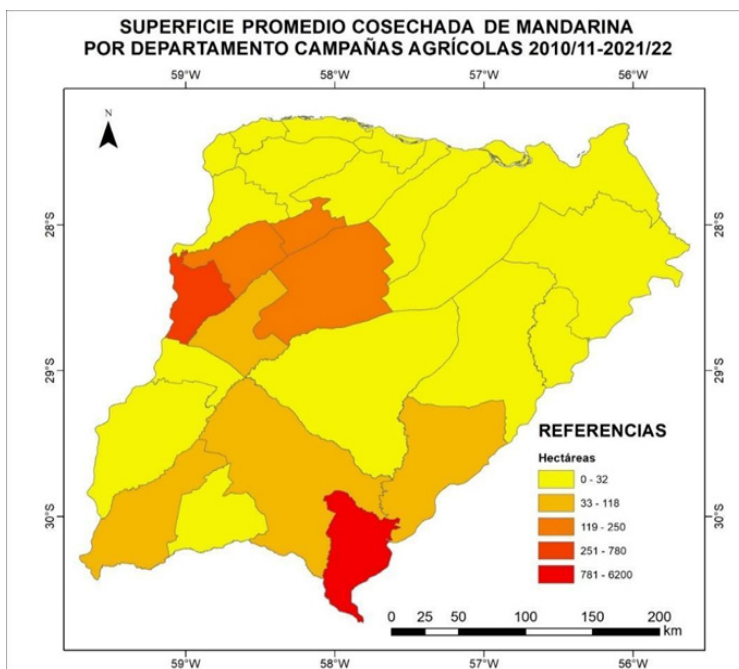 SUPERFICIE PROMEDIO COSECHADA DE MANDARINA
POR DEPARTAMENTO CAMPAÑAS AGRÍCOLAS 2010/11-2021/22
59°W 58°W 57°W 56°W
N
28°S 28°S
29°S 29°S
30°S 30°S
REFERENCIAS
Hectáreas
0 - 32
33 - 118
119 - 250
251 - 780
781 - 6200
0 25 50 100 150 200
km
59°W 58°W 57°W 56°W